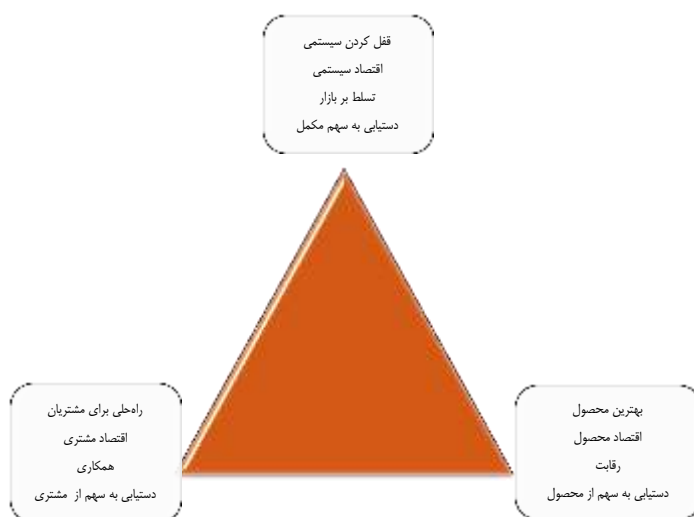 قفل کردن سیستمی
اقتصاد سیستمی
تسلط بر بازار
دستیابی به سهم مکمل
بهترین محصول
اقتصاد محصول
رقابت
دستیابی به سهم از محصول
راه‌حلی برای مشتریان
اقتصاد مشتری
همکاری
دستیابی به سهم از مشتری